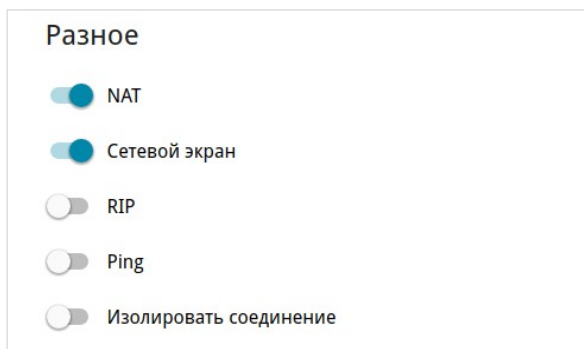 Разное
NAT
Сетевой экран
RIP
Ping
Изолировать соединение